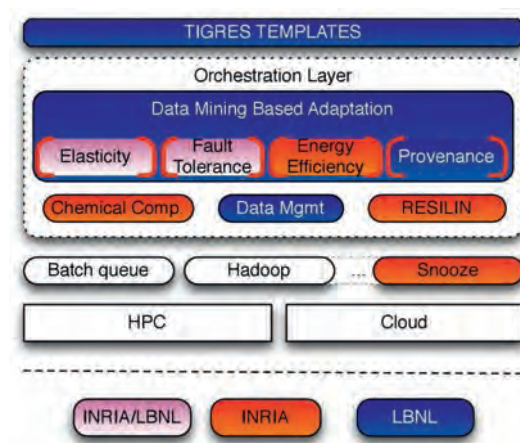 TIGRES TEMPLATES
Orchestration Layer
Data Mining Based Adaptation
Elasticity
Fault
Tolerance
Energy
Efficiency
Provenance
Chemical Comp.
Data Mgmt
RESILIN
Batch queue
Hadoop
...
Snooze
HPC
Cloud
INRIA/LBNL
INRIA
LBNL